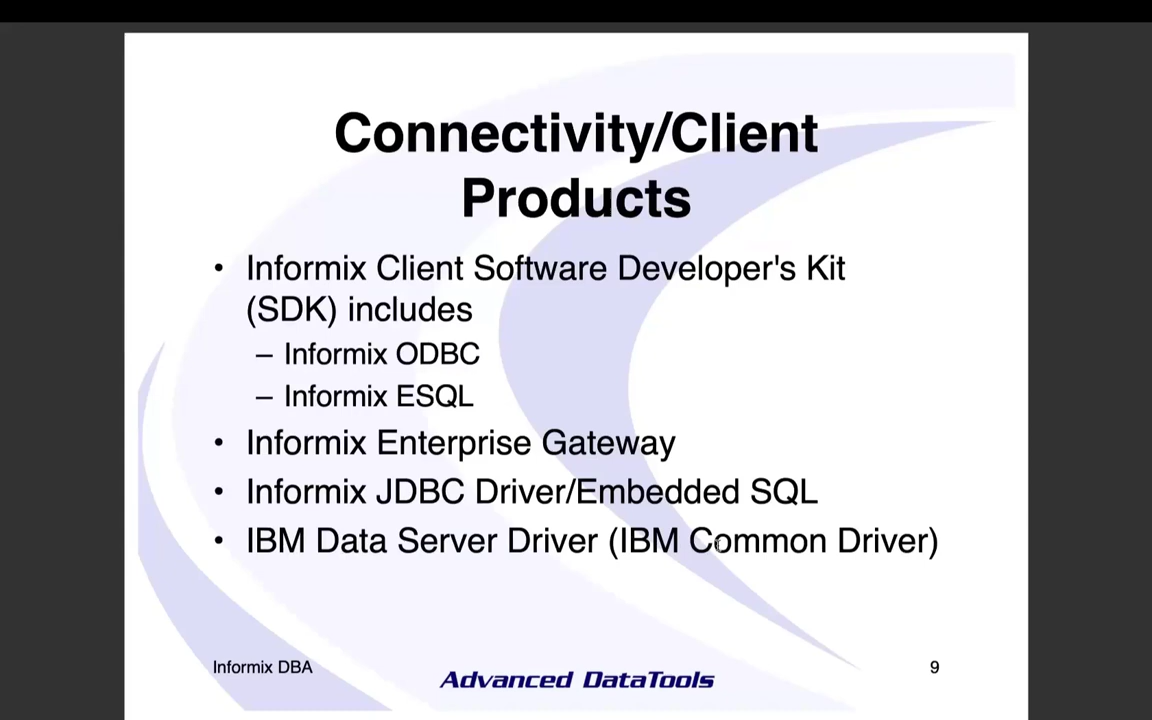 Connectivity/Client
Products
• Informix Client Software Developer's Kit
(SDK) includes
– Informix ODBC
– Informix ESQL
• Informix Enterprise Gateway
• Informix JDBC Driver/Embedded SQL
• IBM Data Server Driver (IBM Common Driver)
Informix DBA
Advanced DataTools
9